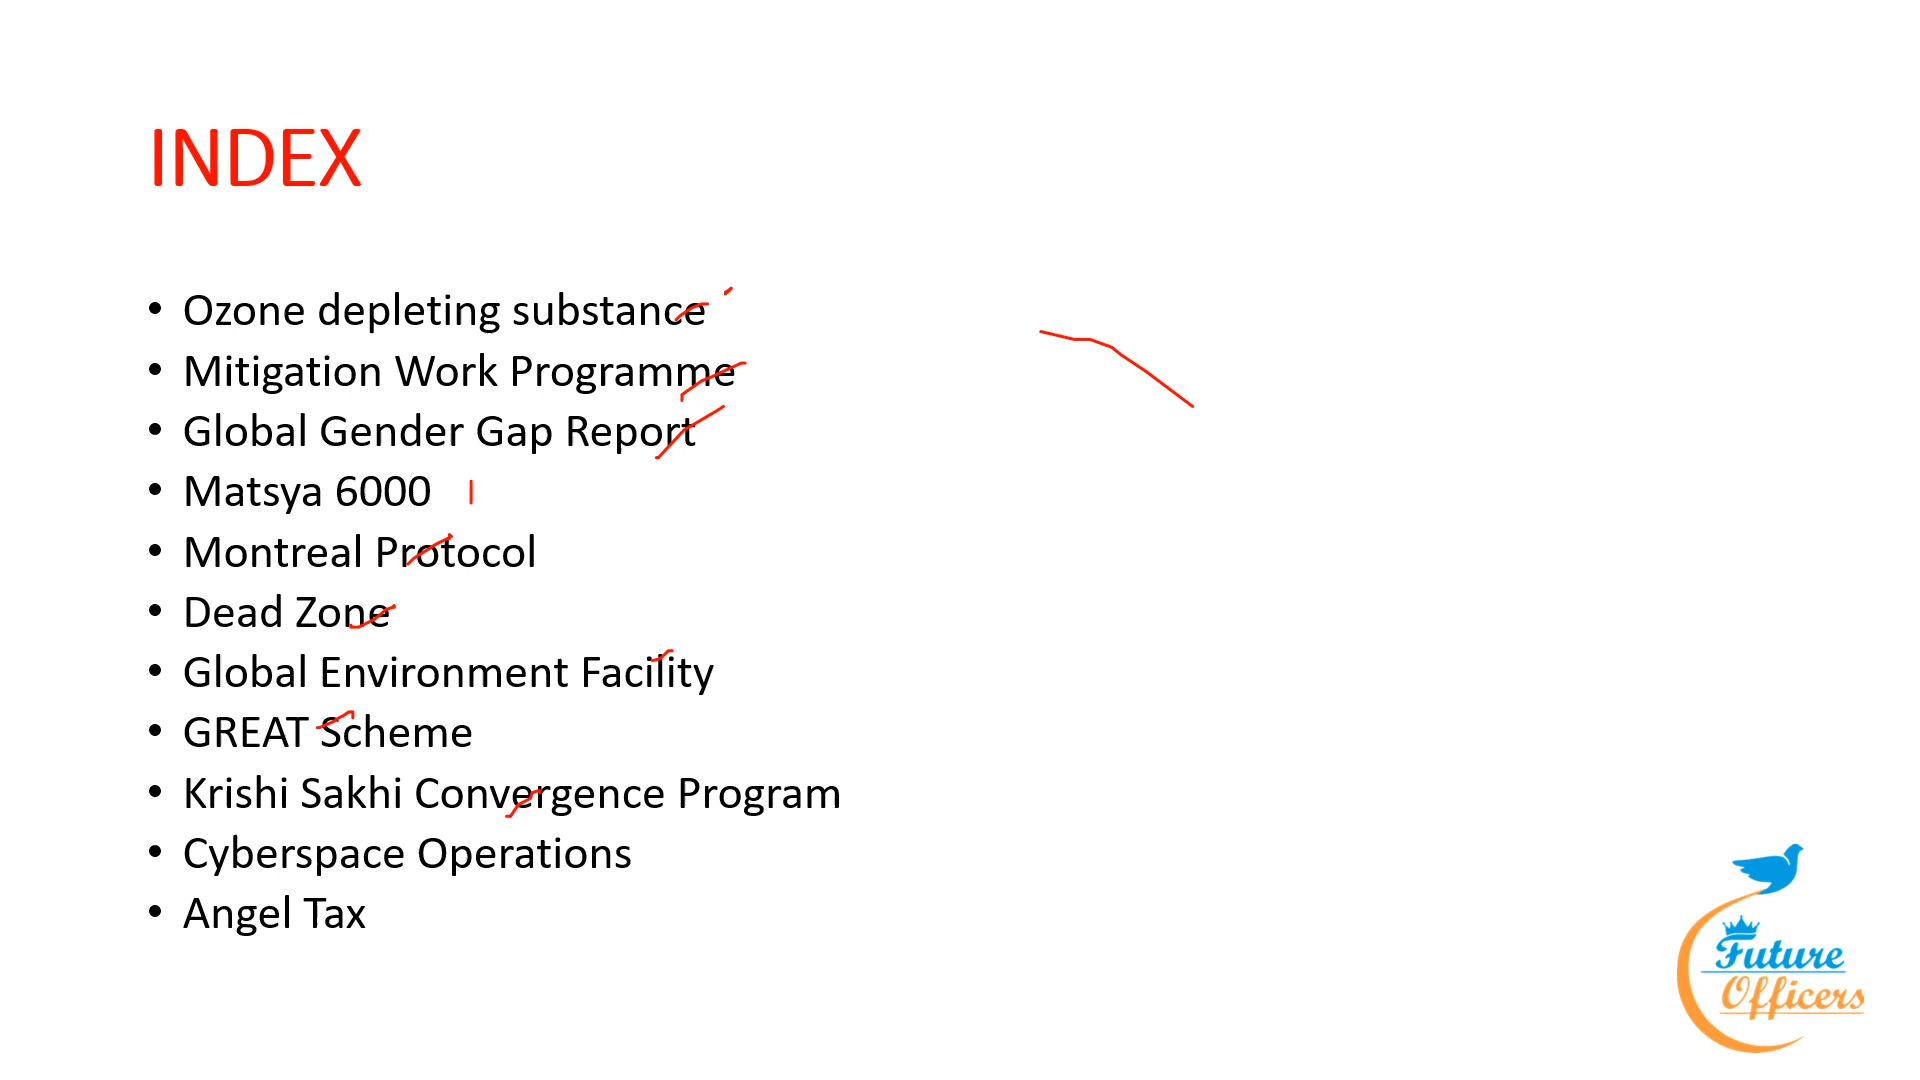 INDEX
• Ozone depleting substance
• Mitigation Work Programme
• Global Gender Gap Report
• Matsya 6000
• Montreal Protocol
• Dead Zone
• Global Environment Facility
• GREAT Scheme
• Krishi Sakhi Convergence Program
• Cyberspace Operations
• Angel Tax
Future
Officers